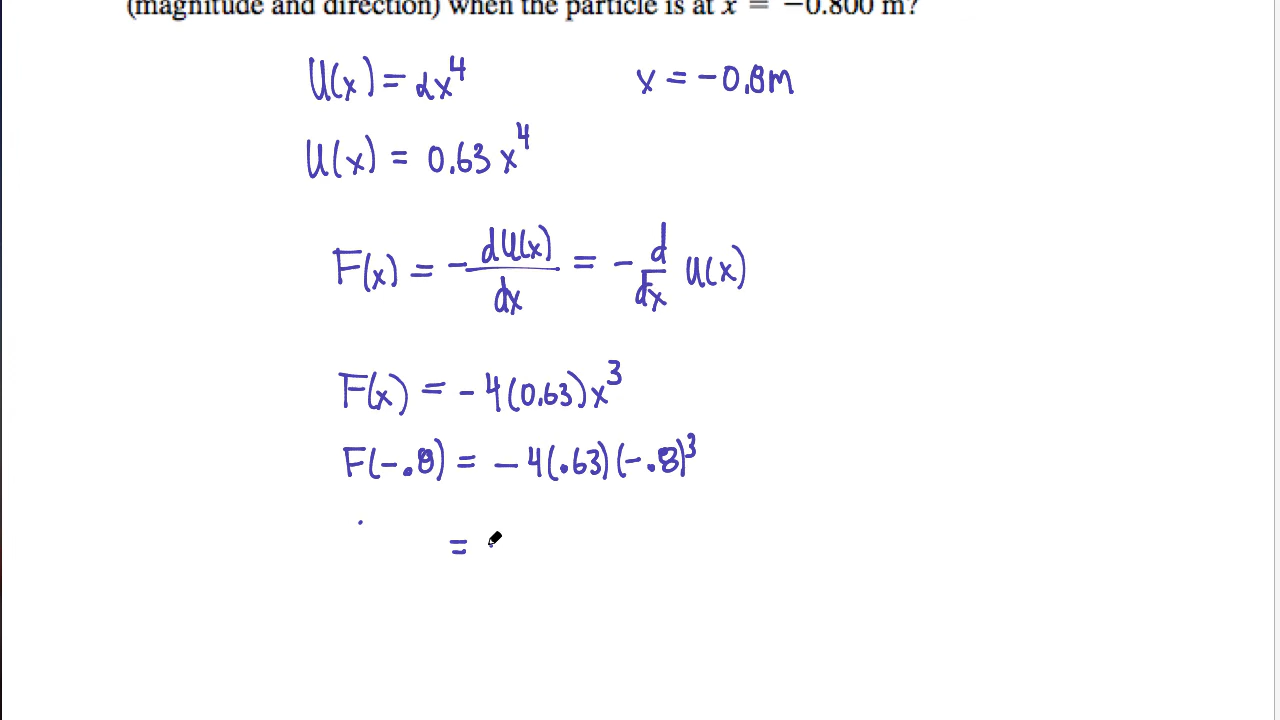 (magnitude and direction) when the particle is at x = −0.800 m?
U(x) = αx⁴ x = -0.8m
U(x) = 0.63 x⁴
F(x) = - dU(x)/dx = - d/dx U(x)
F(x) = -4(0.63)x³
F(-.8) = -4(.63)(-.8)³
=